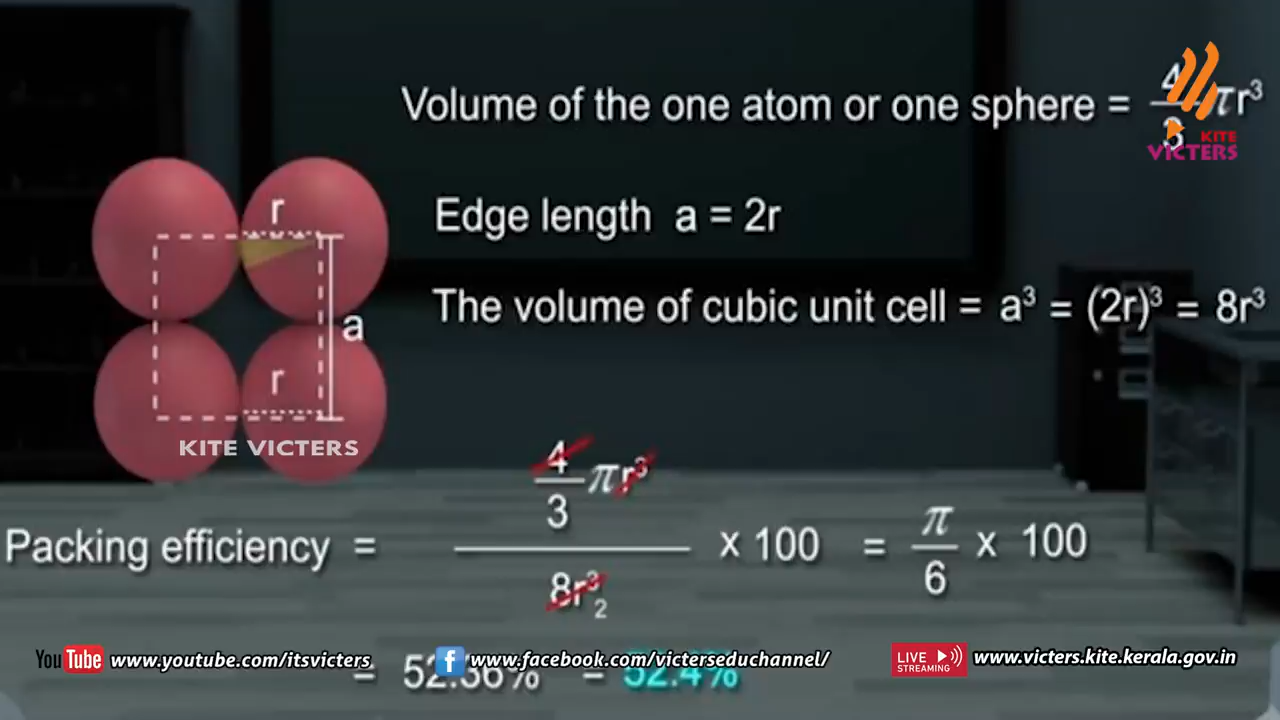 Volume of the one atom or one sphere = 4/3 πr³
KITE
VICTERS
r
Edge length a = 2r
The volume of cubic unit cell = a³ = (2r)³ = 8r³
a
r
KITE VICTERS
Packing efficiency = 4/3 πr³ / 8r³ 2 x 100 = π/6 x 100
= 52.36% = 52.4%
YouTube www.youtube.com/itsvicters
f www.facebook.com/victerseduchannel/
LIVE STREAMING www.victers.kite.kerala.gov.in